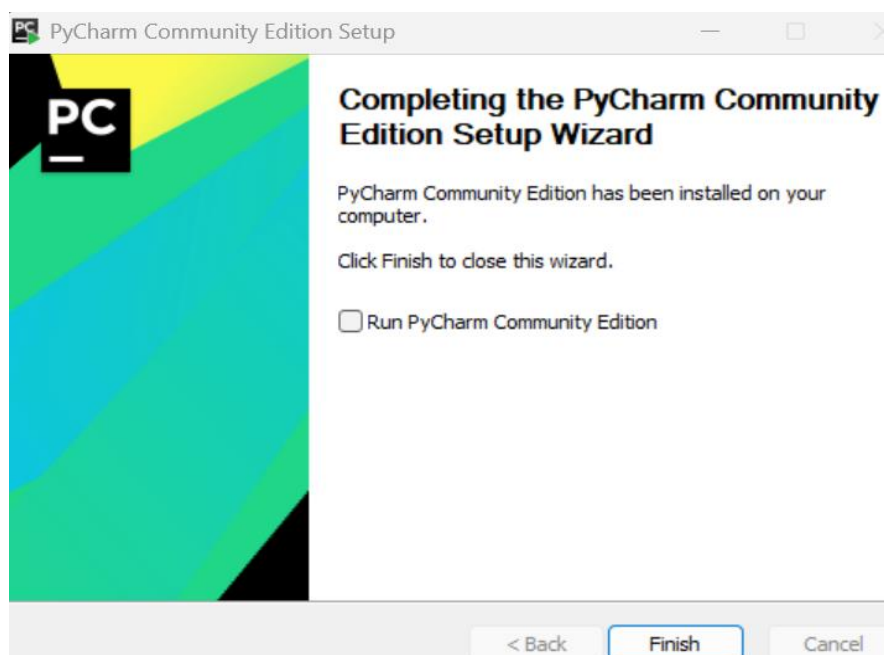 PC PyCharm Community Edition Setup
PC
Completing the PyCharm Community
Edition Setup Wizard
PyCharm Community Edition has been installed on your
computer.
Click Finish to close this wizard.
Run PyCharm Community Edition
< Back Finish Cancel